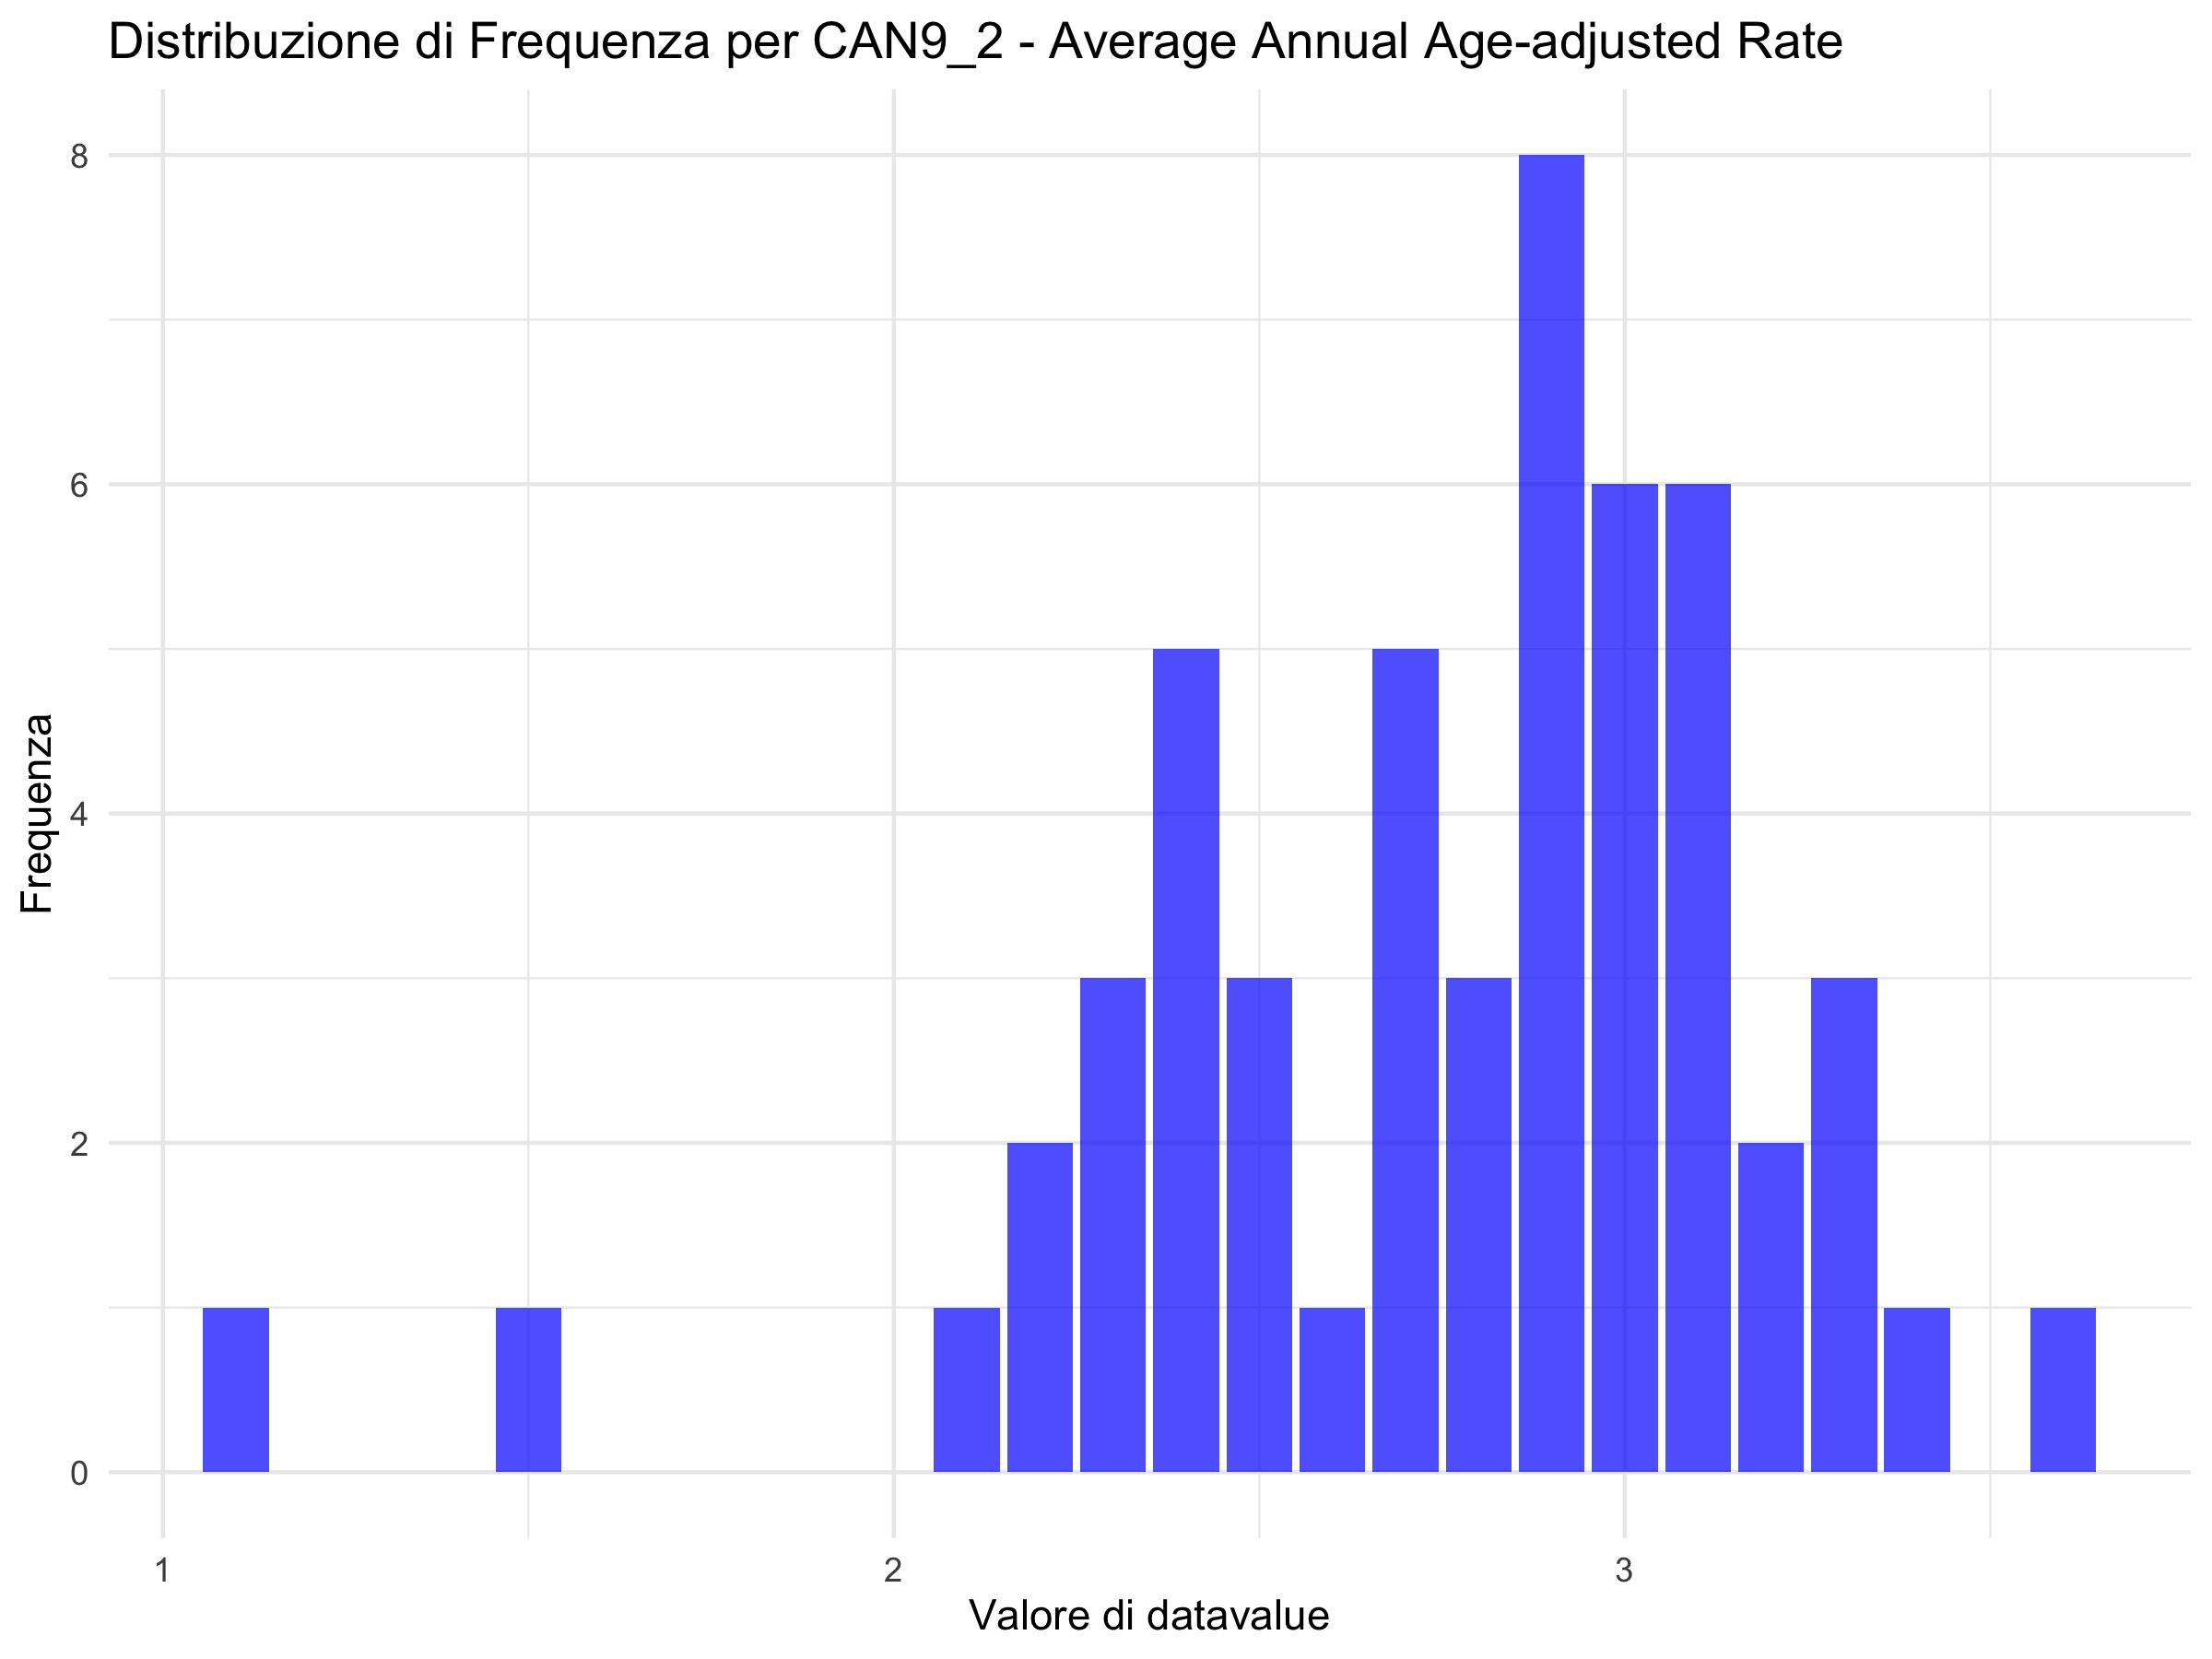 Distribuzione di Frequenza per CAN9_2 - Average Annual Age-adjusted Rate
8
6
4
2
0
Frequenza
1 2 3
Valore di datavalue